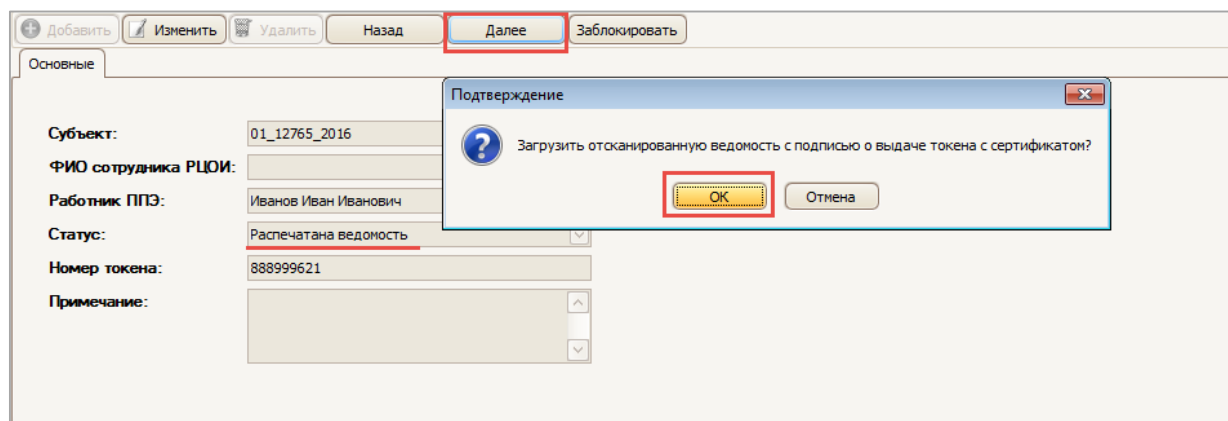 Добавить Изменить Удалить Назад Далее Заблокировать
Основные
Подтверждение
Загрузить отсканированную ведомость с подписью о выдаче токена с сертификатом?
OK Отмена
Субъект: 01_12765_2016
ФИО сотрудника РЦОИ:
Работник ППЭ: Иванов Иван Иванович
Статус: Распечатана ведомость
Номер токена: 888999621
Примечание: